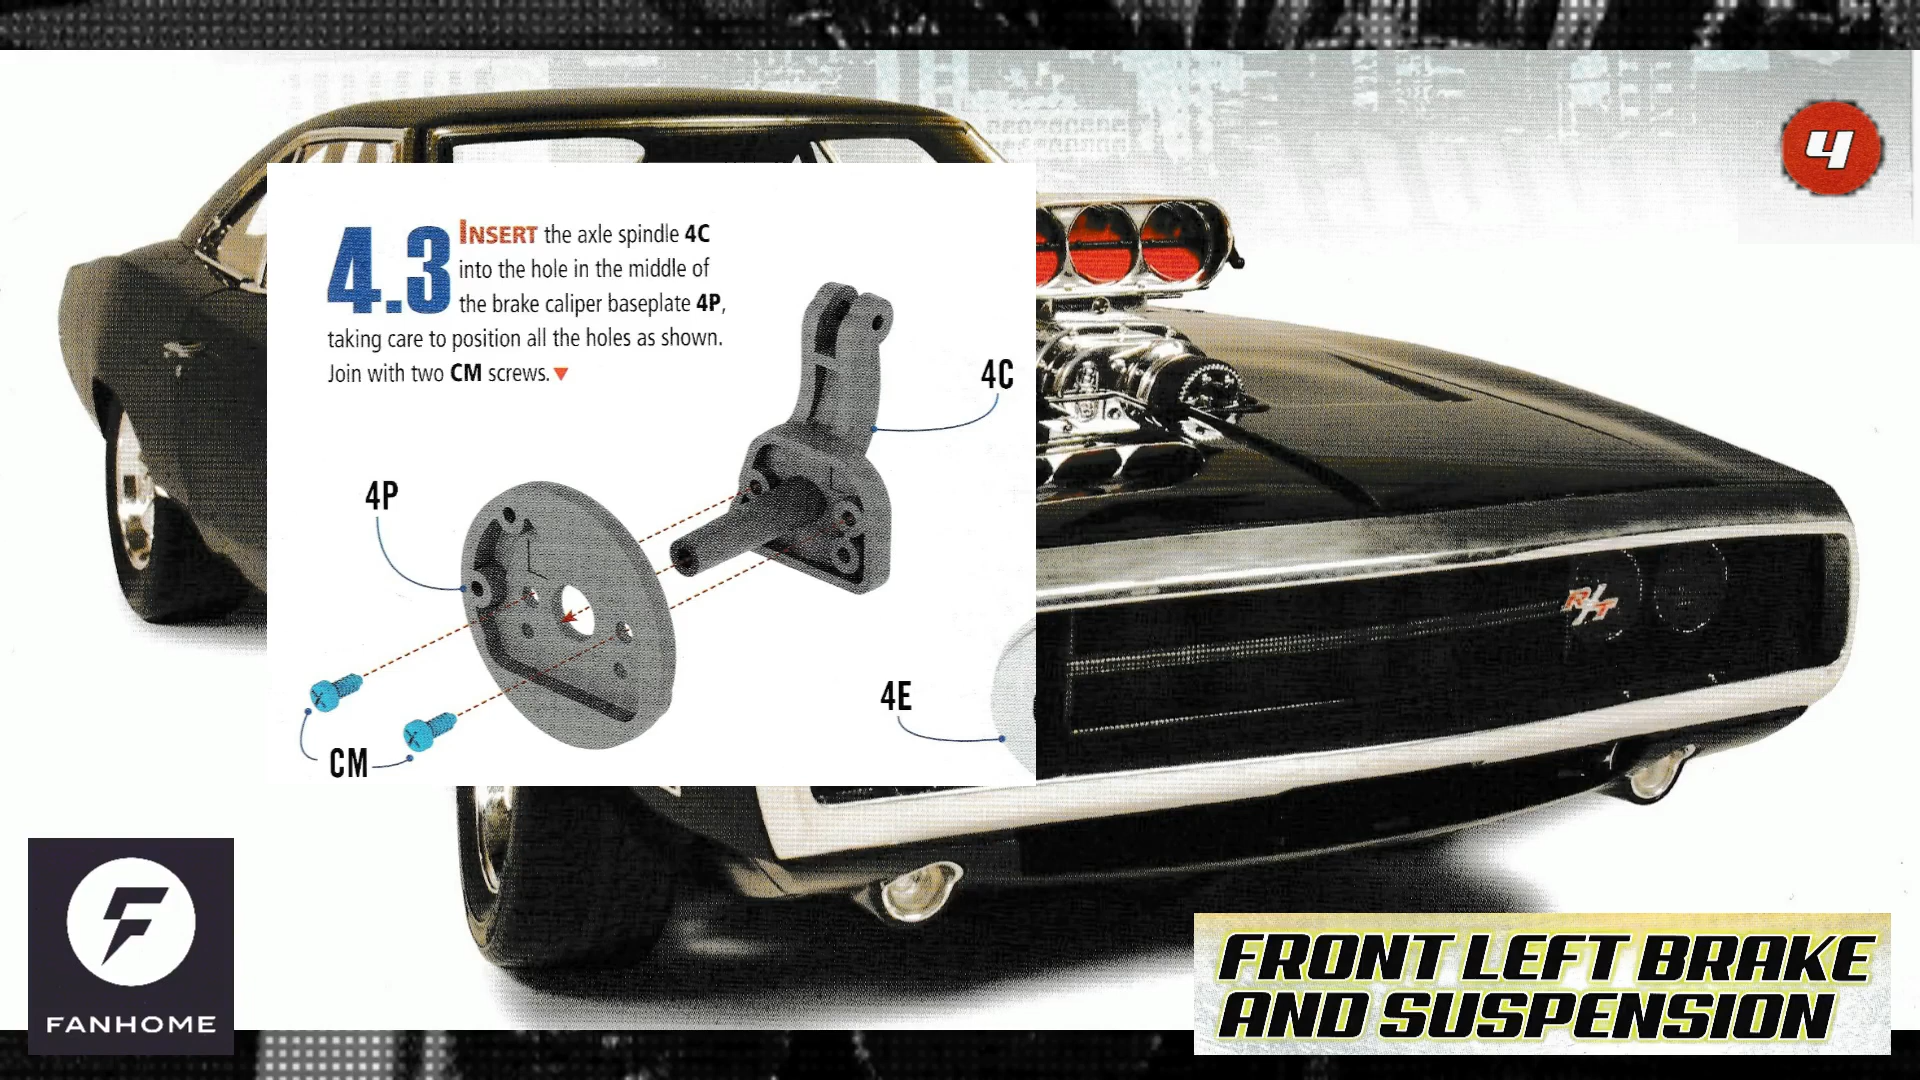 4
4.3 INSERT the axle spindle 4C
into the hole in the middle of
the brake caliper baseplate 4P,
taking care to position all the holes as shown.
Join with two CM screws.
4C
4P
4E
CM
R/T
FANHOME
FRONT LEFT BRAKE
AND SUSPENSION